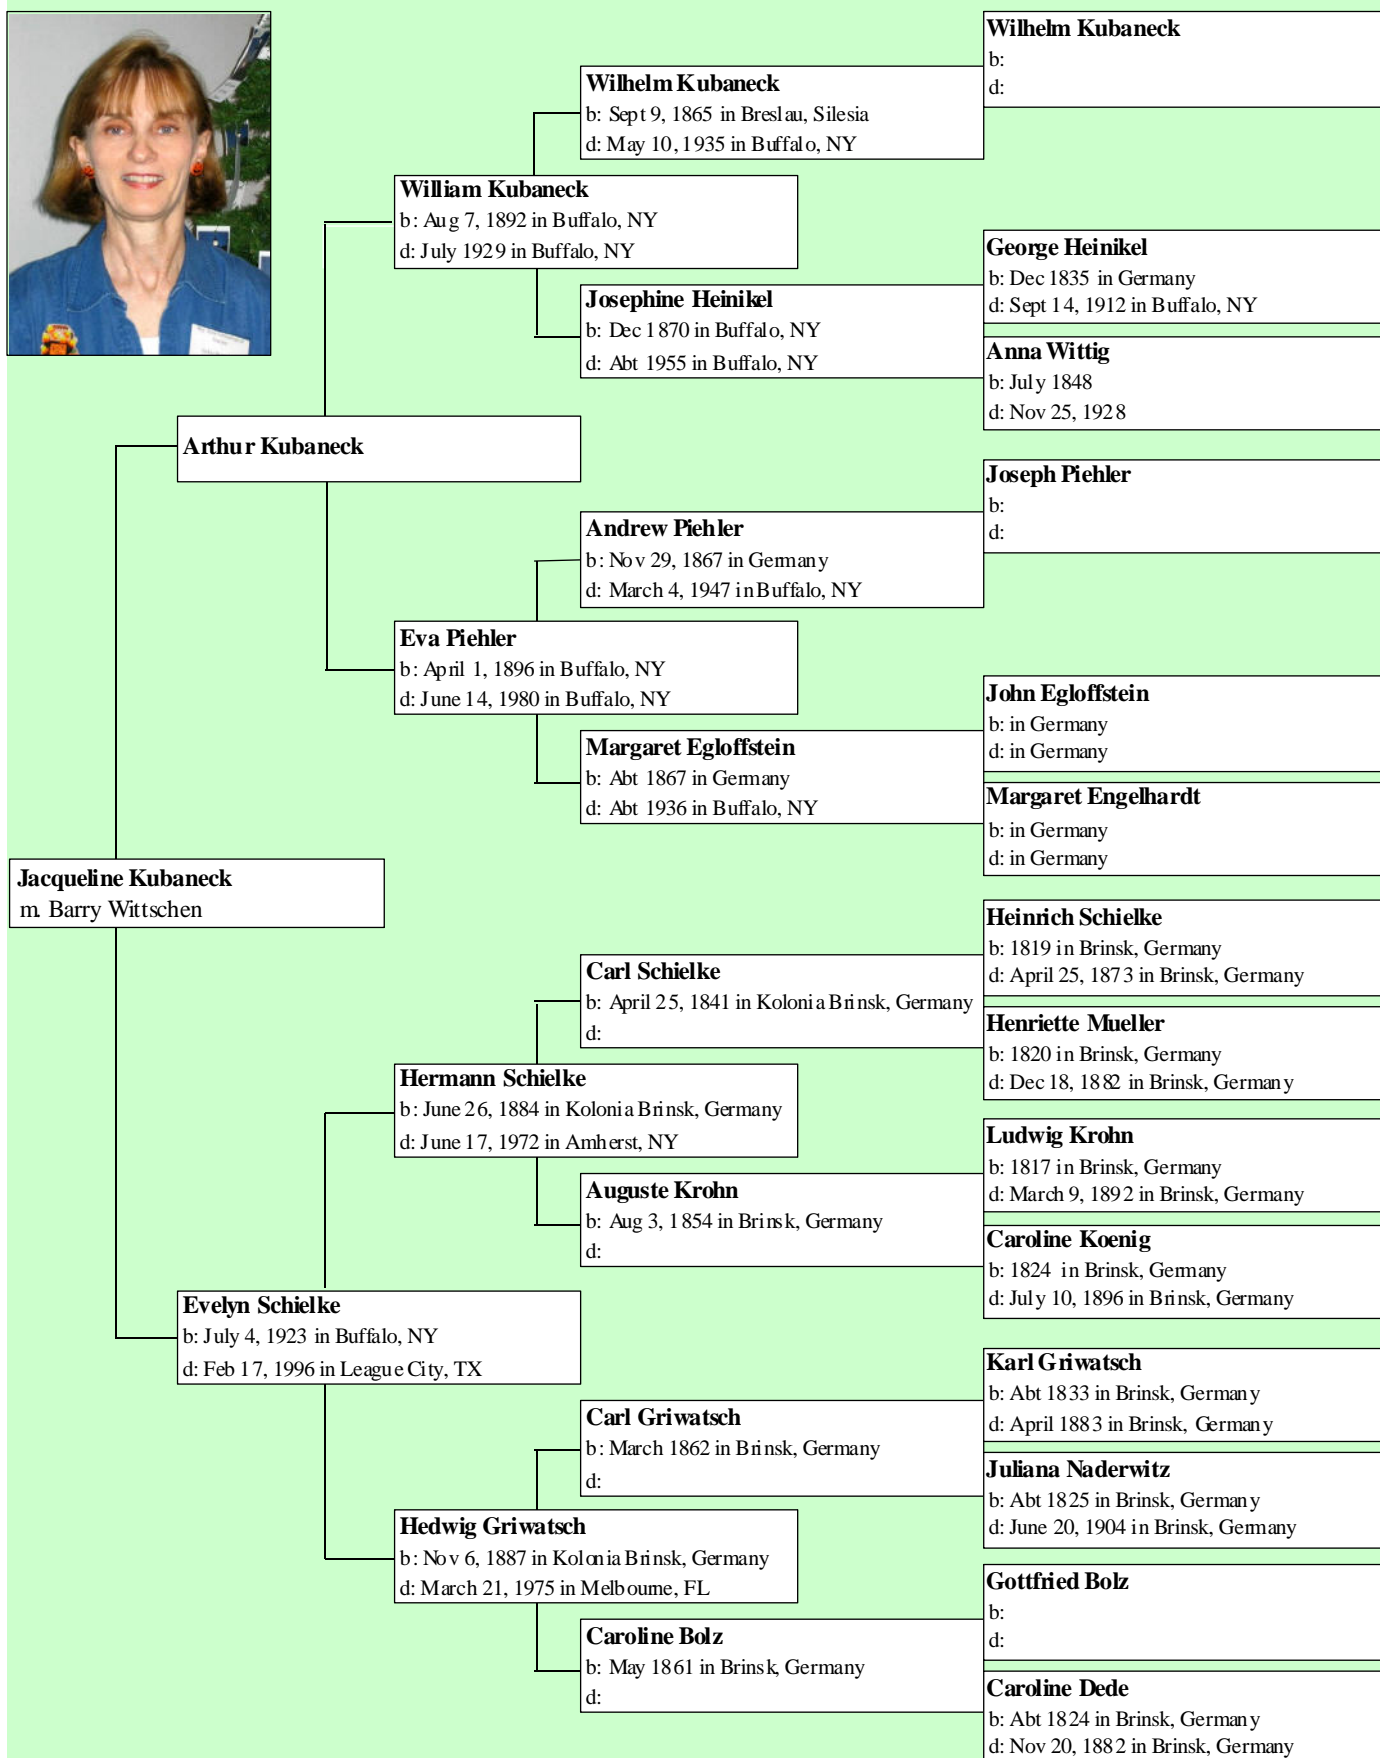 Wilhelm Kubaneck
b:
d:
Wilhelm Kubaneck
b: Sept 9, 1865 in Breslau, Silesia
d: May 10, 1935 in Buffalo, NY
William Kubaneck
b: Aug 7, 1892 in Buffalo, NY
d: July 1929 in Buffalo, NY
George Heinikel
b: Dec 1835 in Germany
d: Sept 14, 1912 in Buffalo, NY
Josephine Heinikel
b: Dec 1870 in Buffalo, NY
d: Abt 1955 in Buffalo, NY
Anna Wittig
b: July 1848
d: Nov 25, 1928
Arthur Kubaneck
Joseph Piehler
b:
d:
Andrew Piehler
b: Nov 29, 1867 in Germany
d: March 4, 1947 in Buffalo, NY
Eva Piehler
b: April 1, 1896 in Buffalo, NY
d: June 14, 1980 in Buffalo, NY
John Egloffstein
b: in Germany
d: in Germany
Margaret Egloffstein
b: Abt 1867 in Germany
d: Abt 1936 in Buffalo, NY
Margaret Engelhardt
b: in Germany
d: in Germany
Jacqueline Kubaneck
m. Barry Wittschen
Heinrich Schielke
b: 1819 in Brinsk, Germany
d: April 25, 1873 in Brinsk, Germany
Carl Schielke
b: April 25, 1841 in Kolonia Brinsk, Germany
d:
Henriette Mueller
b: 1820 in Brinsk, Germany
d: Dec 18, 1882 in Brinsk, Germany
Hermann Schielke
b: June 26, 1884 in Kolonia Brinsk, Germany
d: June 17, 1972 in Amherst, NY
Ludwig Krohn
b: 1817 in Brinsk, Germany
d: March 9, 1892 in Brinsk, Germany
Auguste Krohn
b: Aug 3, 1854 in Brinsk, Germany
d:
Caroline Koenig
b: 1824 in Brinsk, Germany
d: July 10, 1896 in Brinsk, Germany
Evelyn Schielke
b: July 4, 1923 in Buffalo, NY
d: Feb 17, 1996 in League City, TX
Karl Griwatsch
b: Abt 1833 in Brinsk, Germany
d: April 1883 in Brinsk, Germany
Carl Griwatsch
b: March 1862 in Brinsk, Germany
d:
Juliana Naderwitz
b: Abt 1825 in Brinsk, Germany
d: June 20, 1904 in Brinsk, Germany
Hedwig Griwatsch
b: Nov 6, 1887 in Kolonia Brinsk, Germany
d: March 21, 1975 in Melbourne, FL
Gottfried Bolz
b:
d:
Caroline Bolz
b: May 1861 in Brinsk, Germany
d:
Caroline Dede
b: Abt 1824 in Brinsk, Germany
d: Nov 20, 1882 in Brinsk, Germany